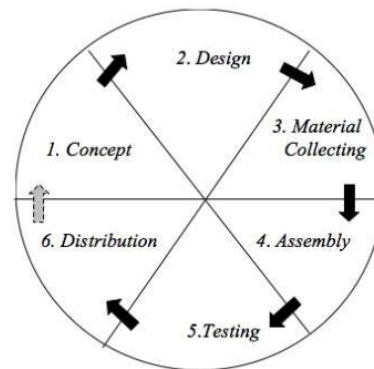 1. Concept
2. Design
3. Material
Collecting
4. Assembly
5.Testing
6. Distribution